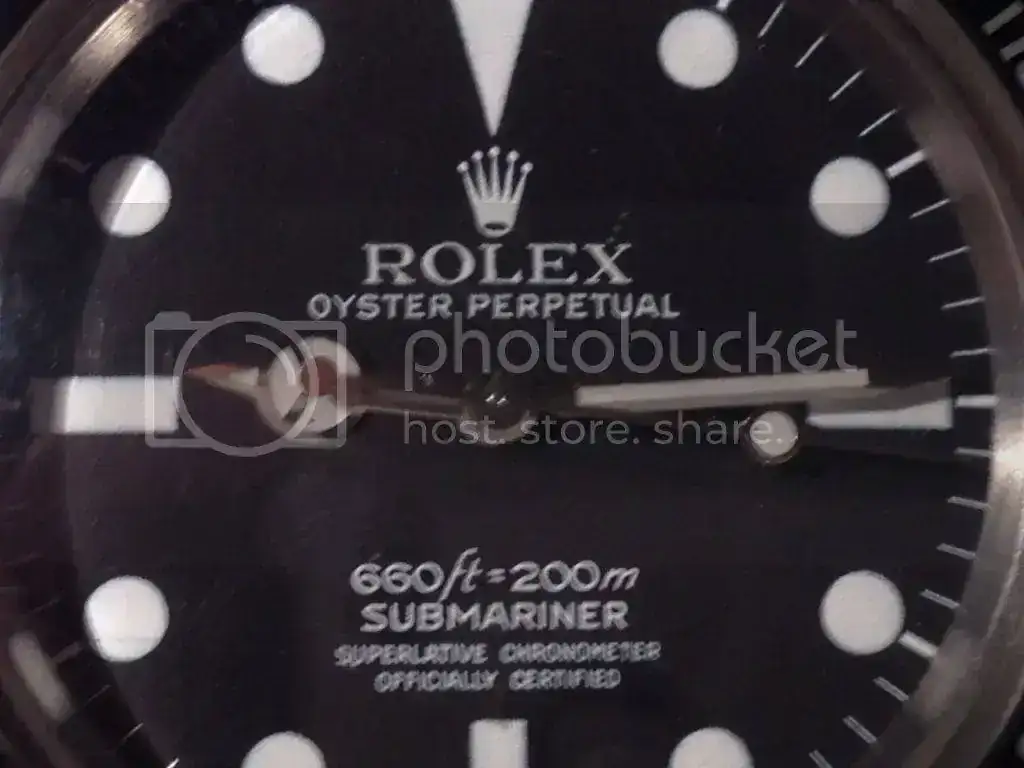 ROLEX
OYSTER PERPETUAL
photobucket
host. store. share.
660ft=200m
SUBMARINER
SUPERLATIVE CHRONOMETER
OFFICIALLY CERTIFIED